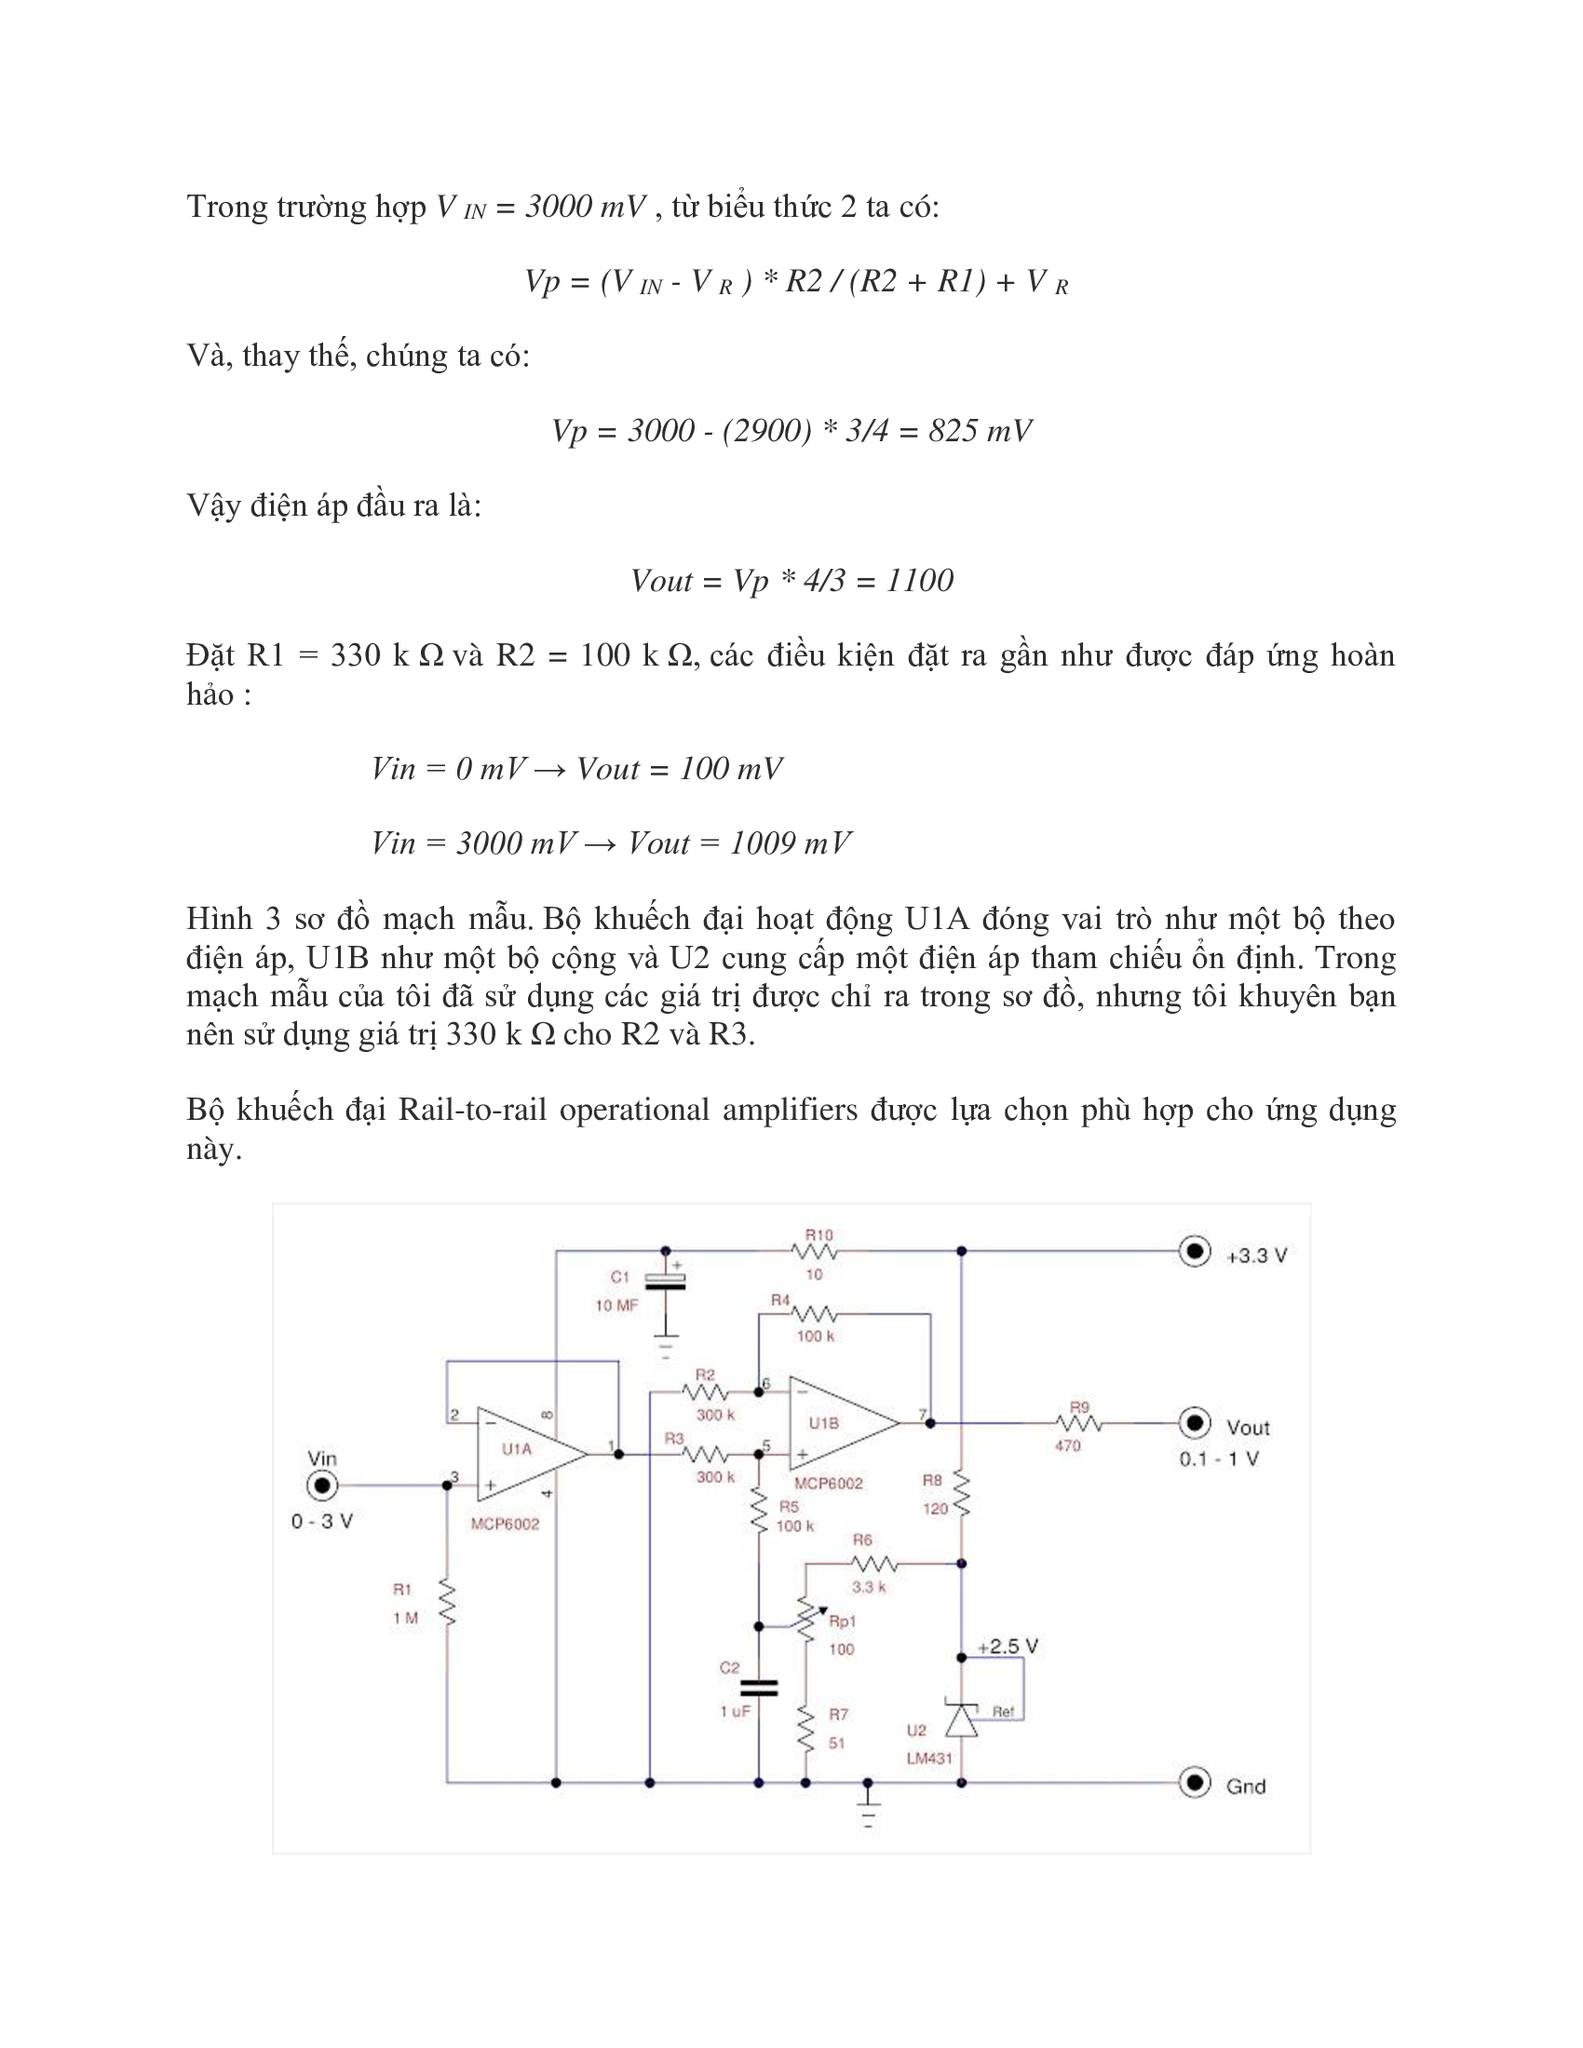 Trong trường hợp V IN = 3000 mV , từ biểu thức 2 ta có:
Vp = (V IN - V R ) * R2 / (R2 + R1) + V R
Và, thay thế, chúng ta có:
Vp = 3000 - (2900) * 3/4 = 825 mV
Vậy điện áp đầu ra là:
Vout = Vp * 4/3 = 1100
Đặt R1 = 330 k Ω và R2 = 100 k Ω, các điều kiện đặt ra gần như được đáp ứng hoàn
hảo :
Vin = 0 mV → Vout = 100 mV
Vin = 3000 mV → Vout = 1009 mV
Hình 3 sơ đồ mạch mẫu. Bộ khuếch đại hoạt động U1A đóng vai trò như một bộ theo
điện áp, U1B như một bộ cộng và U2 cung cấp một điện áp tham chiếu ổn định. Trong
mạch mẫu của tôi đã sử dụng các giá trị được chỉ ra trong sơ đồ, nhưng tôi khuyên bạn
nên sử dụng giá trị 330 k Ω cho R2 và R3.
Bộ khuếch đại Rail-to-rail operational amplifiers được lựa chọn phù hợp cho ứng dụng
này.
R10
10
+3.3 V
C1
+
10 MF
R4
100 k
R2
300 k
6
−
U1B
7
R9
470
Vout
0.1 - 1 V
2
−
8
U1A
1
R3
300 k
5
+
MCP6002
Vin
0 - 3 V
3
+
4
MCP6002
R5
100 k
R8
120
R6
3.3 k
R1
1 M
Rp1
100
+2.5 V
C2
1 uF
R7
51
Ref
U2
LM431
Gnd